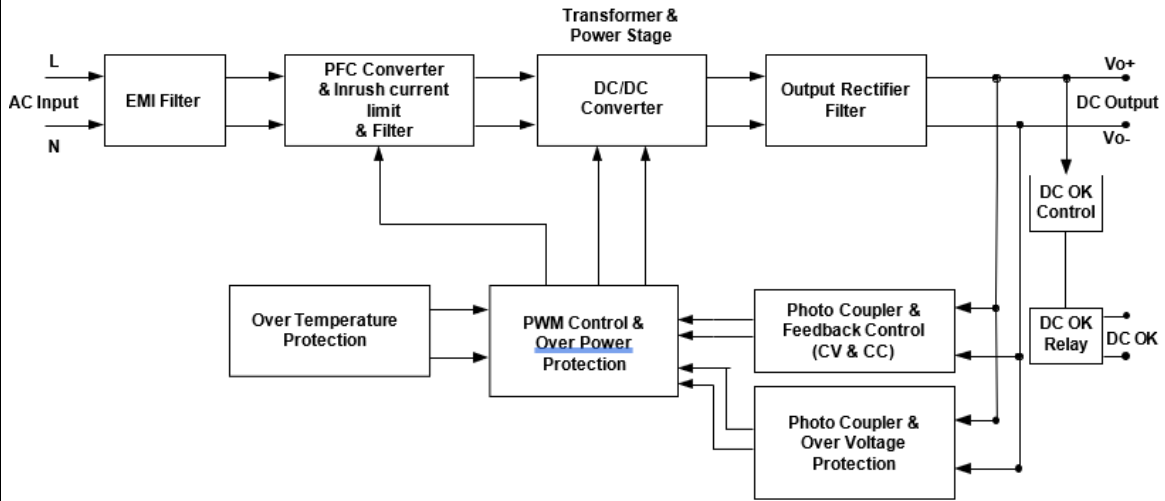 Transformer &
Power Stage
L
AC Input
N
EMI Filter
PFC Converter
& Inrush current
limit
& Filter
DC/DC
Converter
Output Rectifier
Filter
Vo+
DC Output
Vo-
DC OK
Control
Over Temperature
Protection
PWM Control &
Over Power
Protection
Photo Coupler &
Feedback Control
(CV & CC)
DC OK
Relay
DC OK
Photo Coupler &
Over Voltage
Protection